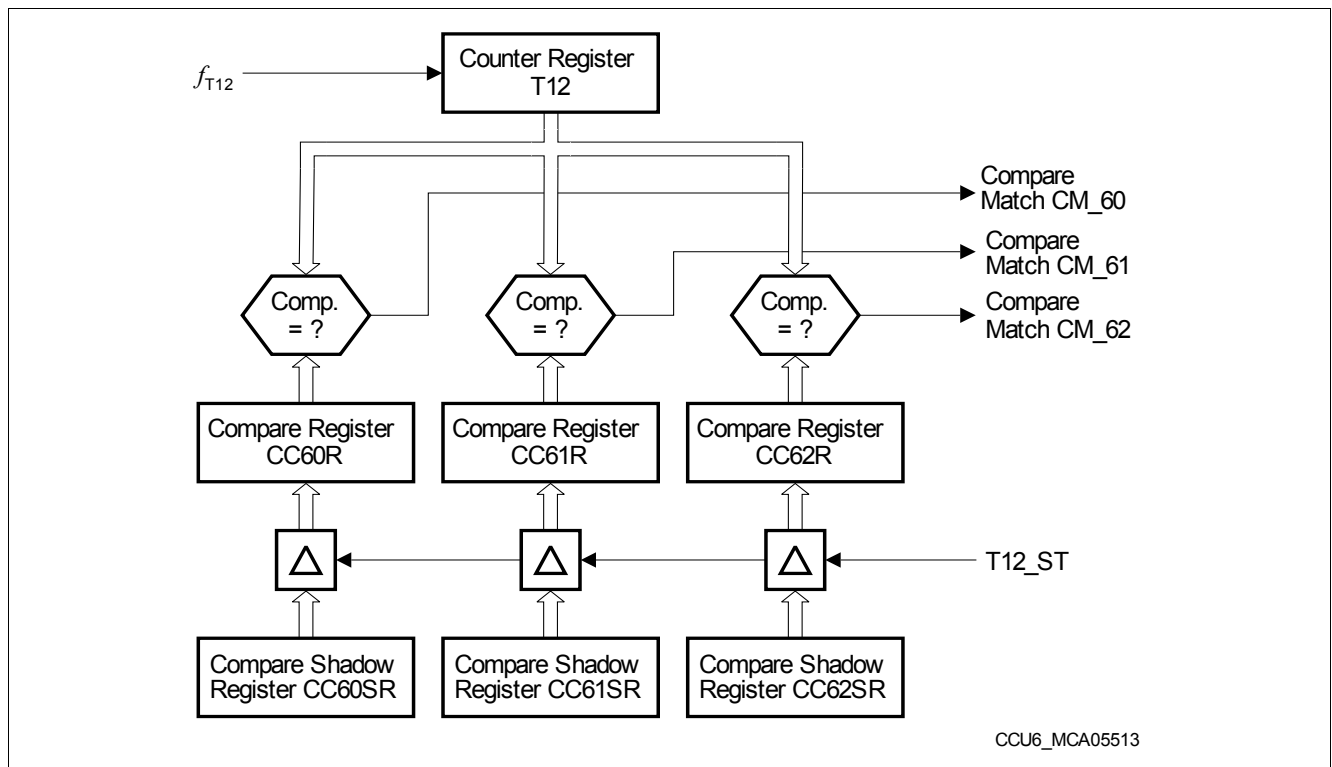 Counter Register
T12
fT12
Compare
Match CM_60
Compare
Match CM_61
Compare
Match CM_62
Comp.
= ?
Comp.
= ?
Comp.
= ?
Compare Register
CC60R
Compare Register
CC61R
Compare Register
CC62R
T12_ST
Compare Shadow
Register CC60SR
Compare Shadow
Register CC61SR
Compare Shadow
Register CC62SR
CCU6_MCA05513